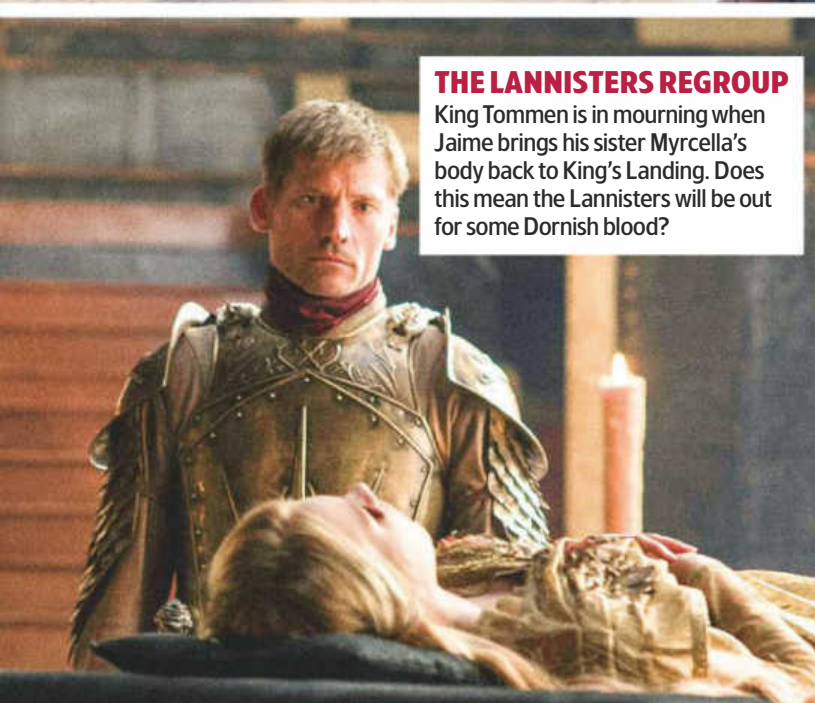 THE LANNISTERS REGROUP
King Tommen is in mourning when
Jaime brings his sister Myrcella’s
body back to King’s Landing. Does
this mean the Lannisters will be out
for some Dornish blood?